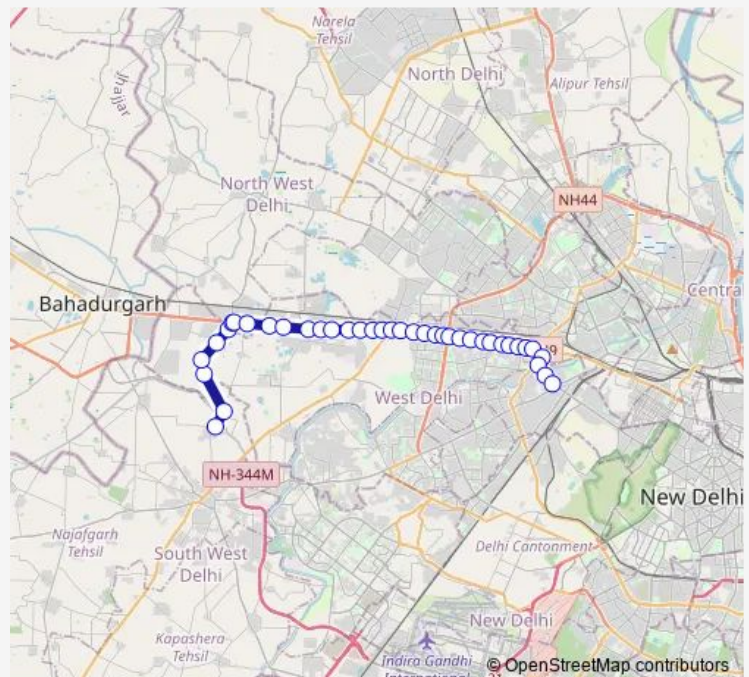 Narela
Tehsil
North Delhi
Alipur Tehsil
Jhajjar
North West
Delhi
NH44
Central
Bahadurgarh
West Delhi
NH-344M
New Delhi
Najafgarh
Tehsil
South West
Delhi
Delhi Cantonment
New Delhi
Kapashera
Tehsil
Indira Gandhi
International
© OpenStreetMap contributors